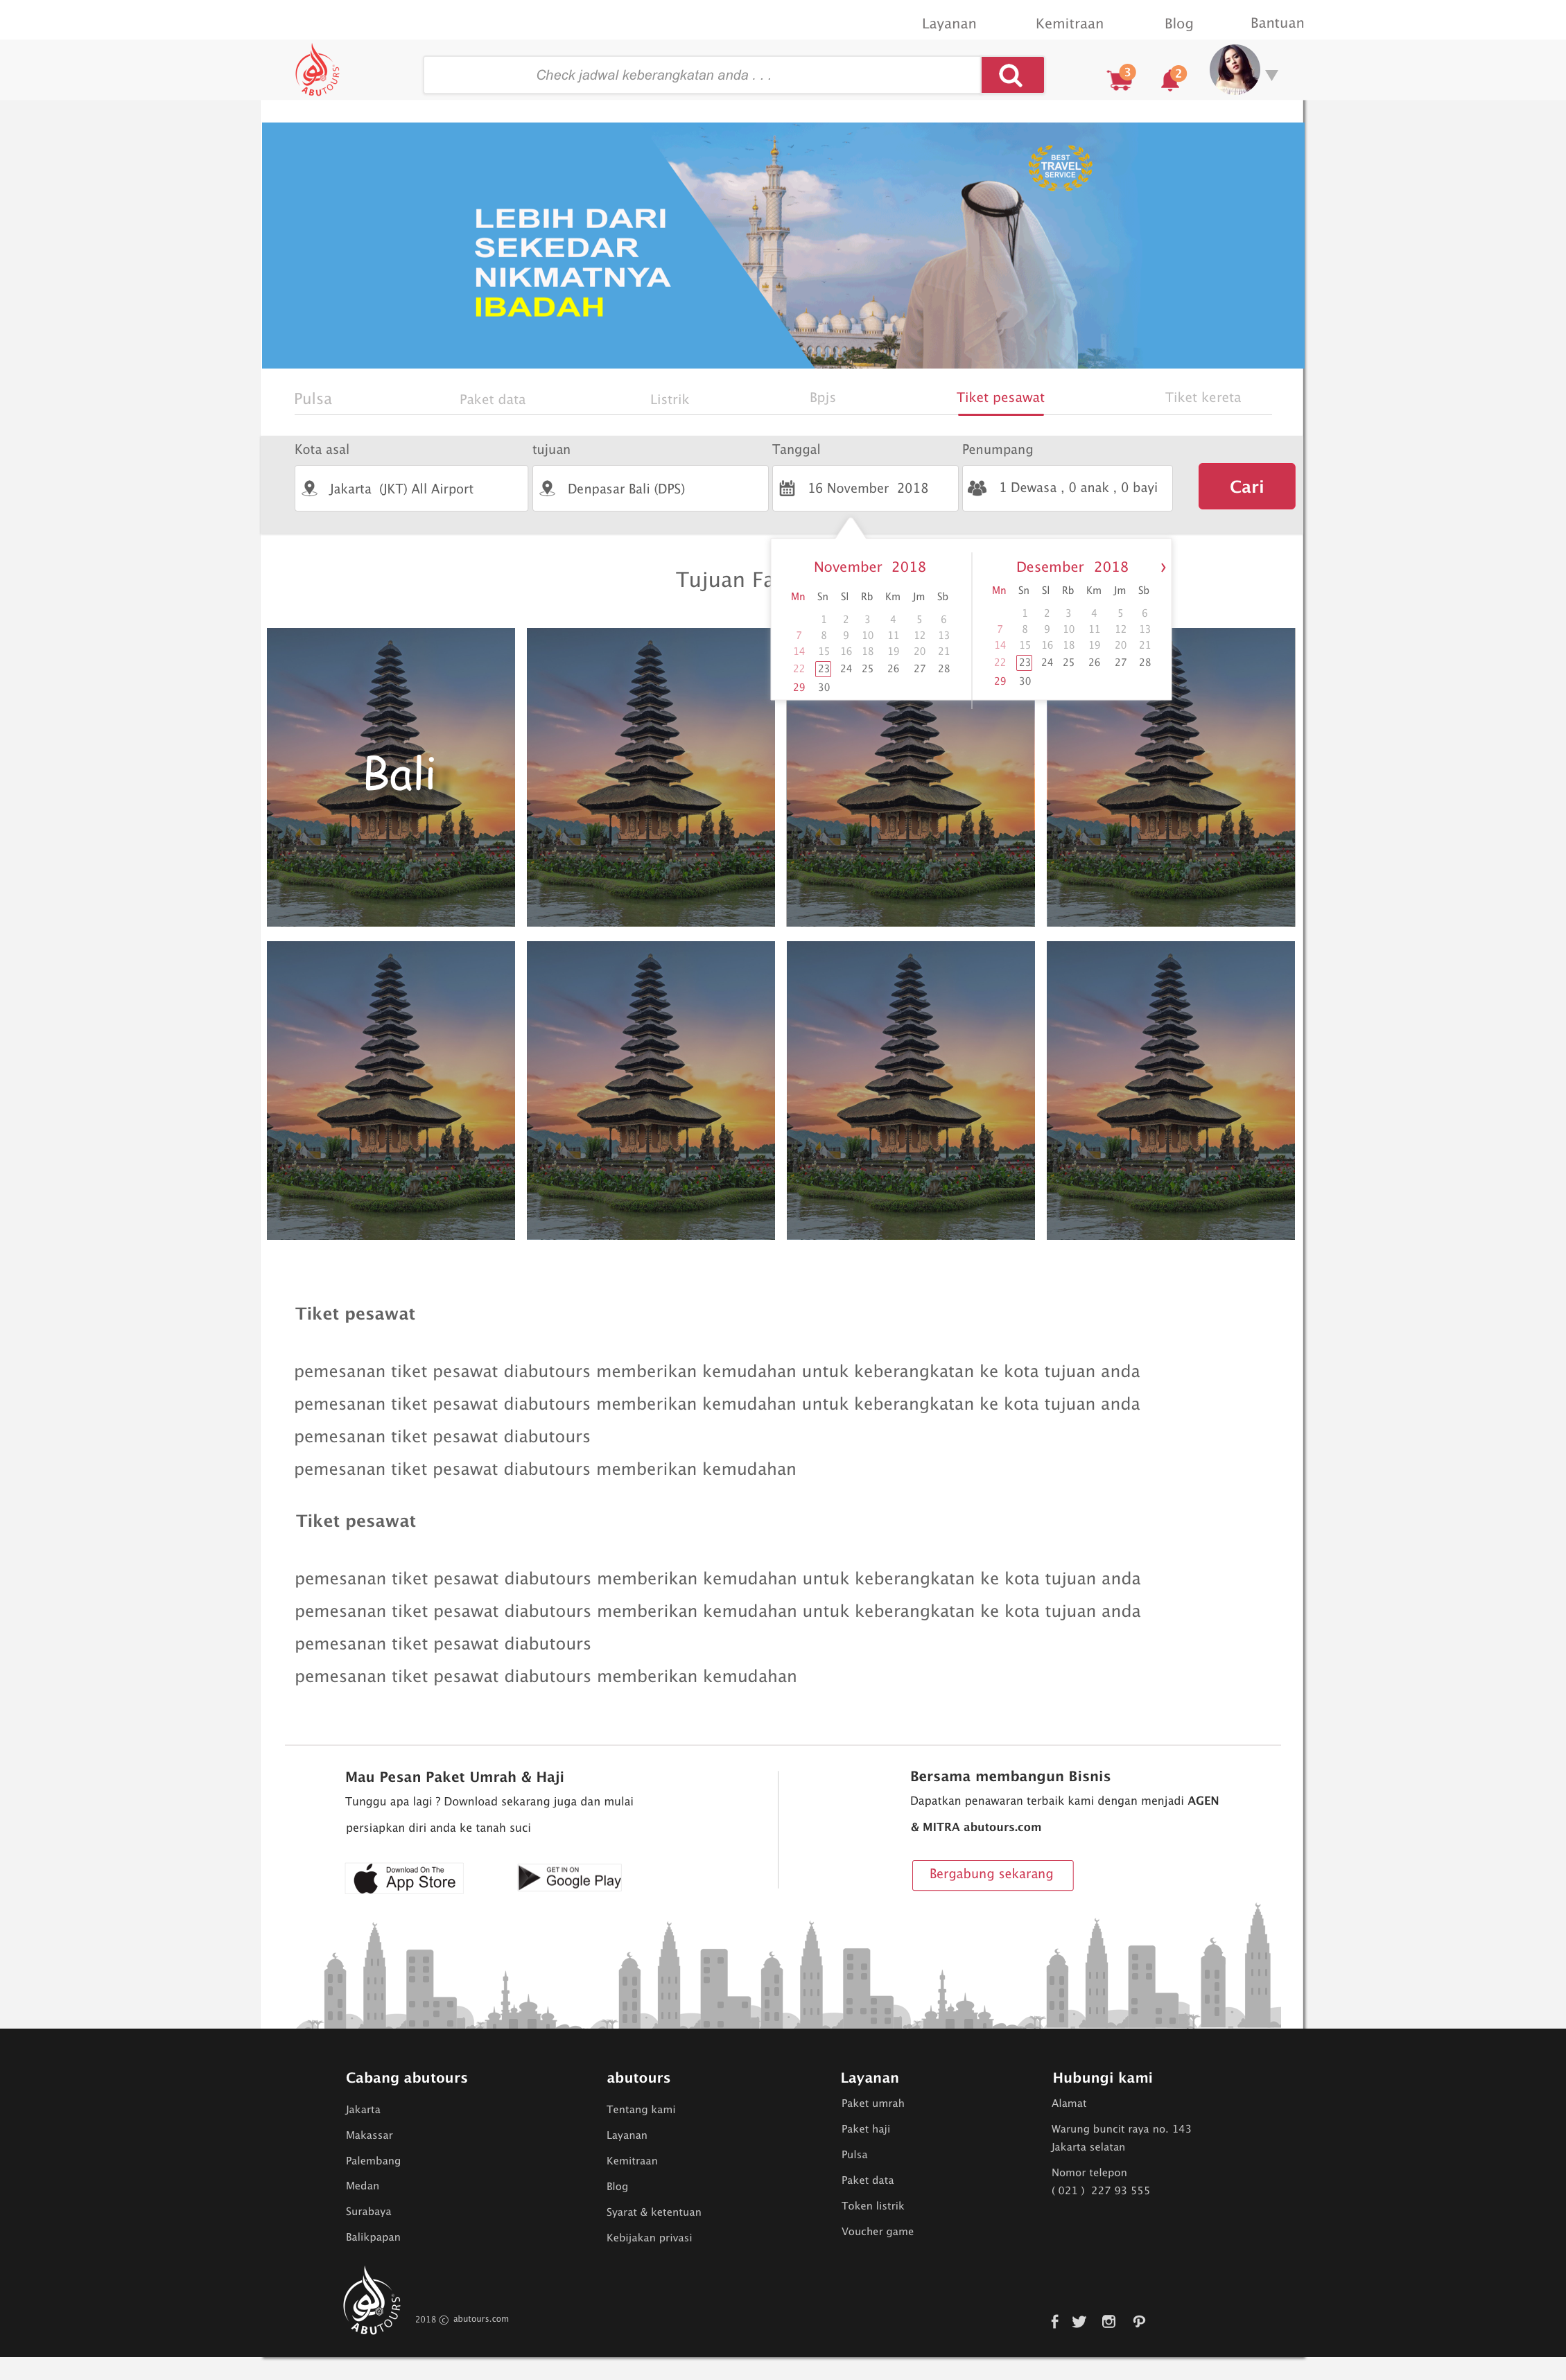 Layanan Kemitraan Blog Bantuan
ABUTOURS
Check jadwal keberangkatan anda . . .
3
2
BEST
TRAVEL
SERVICE
LEBIH DARI
SEKEDAR
NIKMATNYA
IBADAH
Pulsa Paket data Listrik Bpjs Tiket pesawat Tiket kereta
Kota asal tujuan Tanggal Penumpang
Jakarta (JKT) All Airport Denpasar Bali (DPS) 16 November 2018 1 Dewasa , 0 anak , 0 bayi Cari
Tujuan
November 2018
Mn Sn Sl Rb Km Jm Sb
1 2 3 4 5 6
7 8 9 10 11 12 13
14 15 16 18 19 20 21
22 23 24 25 26 27 28
29 30
Desember 2018 ›
Mn Sn Sl Rb Km Jm Sb
1 2 3 4 5 6
7 8 9 10 11 12 13
14 15 16 18 19 20 21
22 23 24 25 26 27 28
29 30
Bali
Tiket pesawat
pemesanan tiket pesawat diabutours memberikan kemudahan untuk keberangkatan ke kota tujuan anda
pemesanan tiket pesawat diabutours memberikan kemudahan untuk keberangkatan ke kota tujuan anda
pemesanan tiket pesawat diabutours
pemesanan tiket pesawat diabutours memberikan kemudahan
Tiket pesawat
pemesanan tiket pesawat diabutours memberikan kemudahan untuk keberangkatan ke kota tujuan anda
pemesanan tiket pesawat diabutours memberikan kemudahan untuk keberangkatan ke kota tujuan anda
pemesanan tiket pesawat diabutours
pemesanan tiket pesawat diabutours memberikan kemudahan
Mau Pesan Paket Umrah & Haji
Tunggu apa lagi ? Download sekarang juga dan mulai
persiapkan diri anda ke tanah suci
Download On The
App Store
GET IN ON
Google Play
Bersama membangun Bisnis
Dapatkan penawaran terbaik kami dengan menjadi AGEN
& MITRA abutours.com
Bergabung sekarang
Cabang abutours
Jakarta
Makassar
Palembang
Medan
Surabaya
Balikpapan
abutours
Tentang kami
Layanan
Kemitraan
Blog
Syarat & ketentuan
Kebijakan privasi
Layanan
Paket umrah
Paket haji
Pulsa
Paket data
Token listrik
Voucher game
Hubungi kami
Alamat
Warung buncit raya no. 143
Jakarta selatan
Nomor telepon
( 021 ) 227 93 555
ABUTOURS
2018 © abutours.com